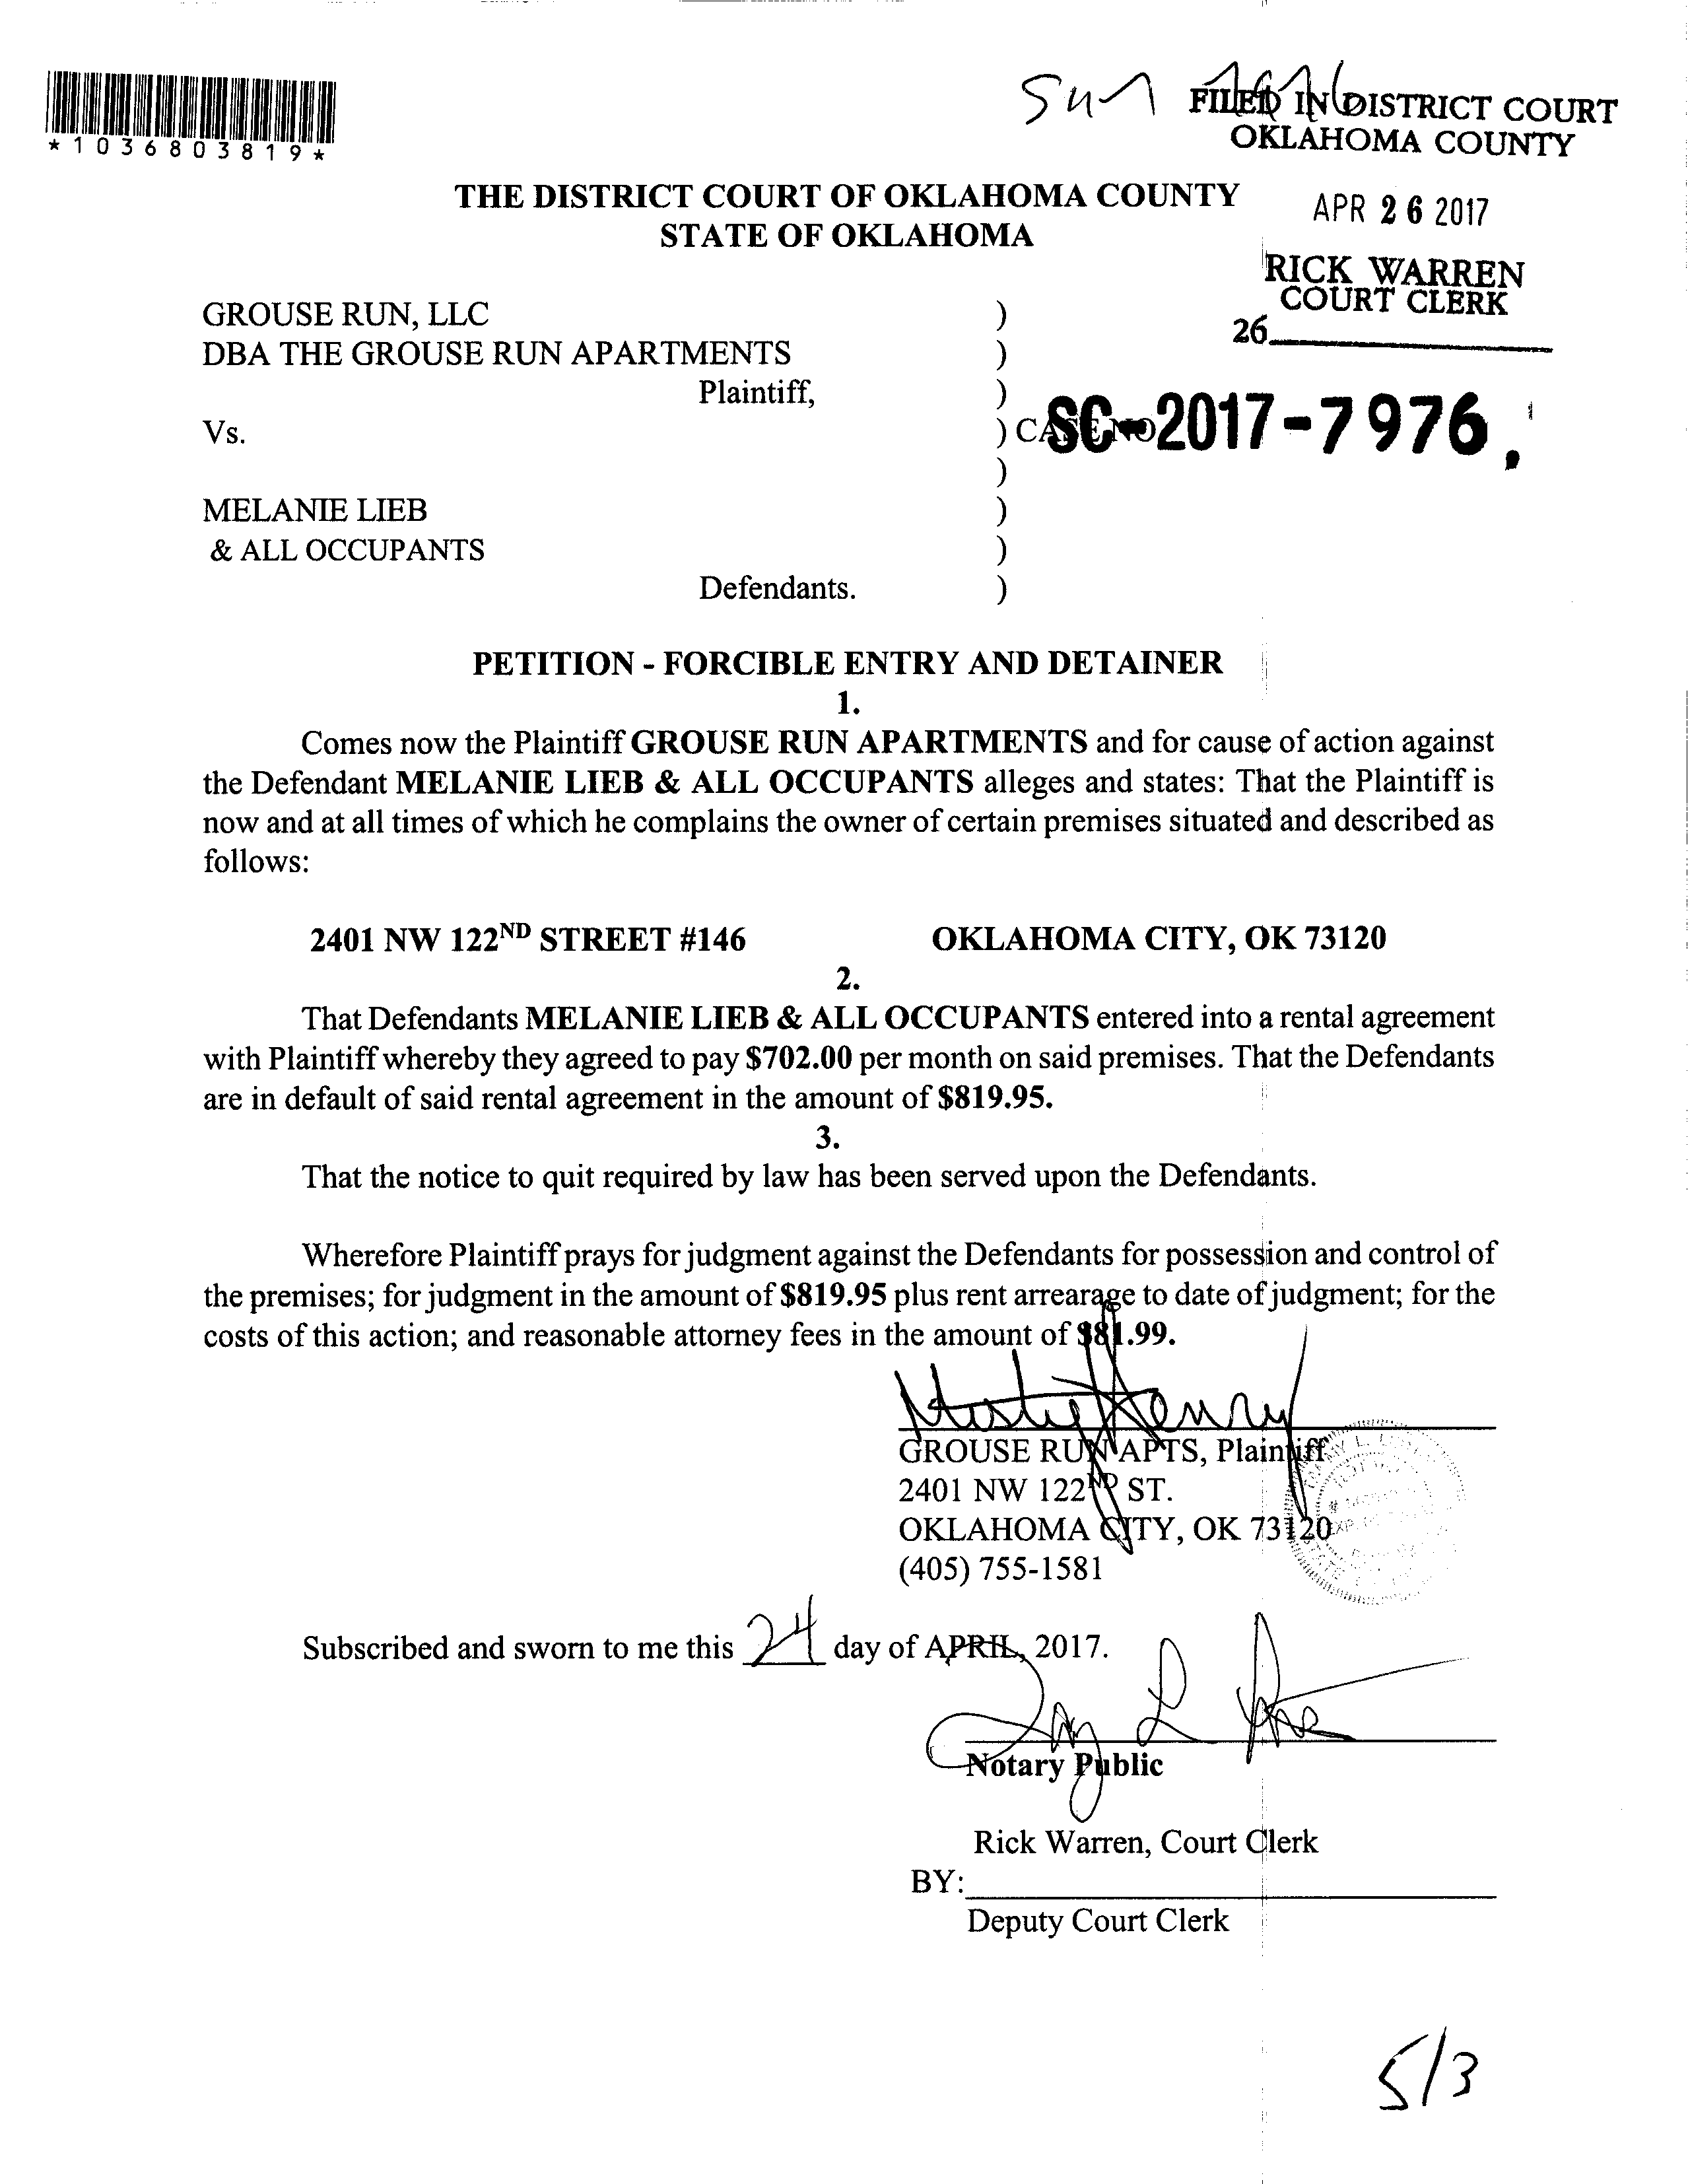 *1036803819*
FILED IN DISTRICT COURT
OKLAHOMA COUNTY
THE DISTRICT COURT OF OKLAHOMA COUNTY
STATE OF OKLAHOMA
APR 26 2017
RICK WARREN
COURT CLERK
26
GROUSE RUN, LLC )
DBA THE GROUSE RUN APARTMENTS )
Plaintiff, )
Vs. ) CASE NO SC-2017-7976
)
MELANIE LIEB )
& ALL OCCUPANTS )
Defendants. )
PETITION - FORCIBLE ENTRY AND DETAINER
1.
Comes now the Plaintiff GROUSE RUN APARTMENTS and for cause of action against
the Defendant MELANIE LIEB & ALL OCCUPANTS alleges and states: That the Plaintiff is
now and at all times of which he complains the owner of certain premises situated and described as
follows:
2401 NW 122ND STREET #146 OKLAHOMA CITY, OK 73120
2.
That Defendants MELANIE LIEB & ALL OCCUPANTS entered into a rental agreement
with Plaintiff whereby they agreed to pay $702.00 per month on said premises. That the Defendants
are in default of said rental agreement in the amount of $819.95.
3.
That the notice to quit required by law has been served upon the Defendants.
Wherefore Plaintiff prays for judgment against the Defendants for possession and control of
the premises; for judgment in the amount of $819.95 plus rent arrearage to date of judgment; for the
costs of this action; and reasonable attorney fees in the amount of $81.99.
GROUSE RUN APTS, Plaintiff
2401 NW 122ND ST.
OKLAHOMA CITY, OK 73120
(405) 755-1581
Subscribed and sworn to me this 24 day of APRIL, 2017.
Notary Public
Rick Warren, Court Clerk
BY:
Deputy Court Clerk
5/3